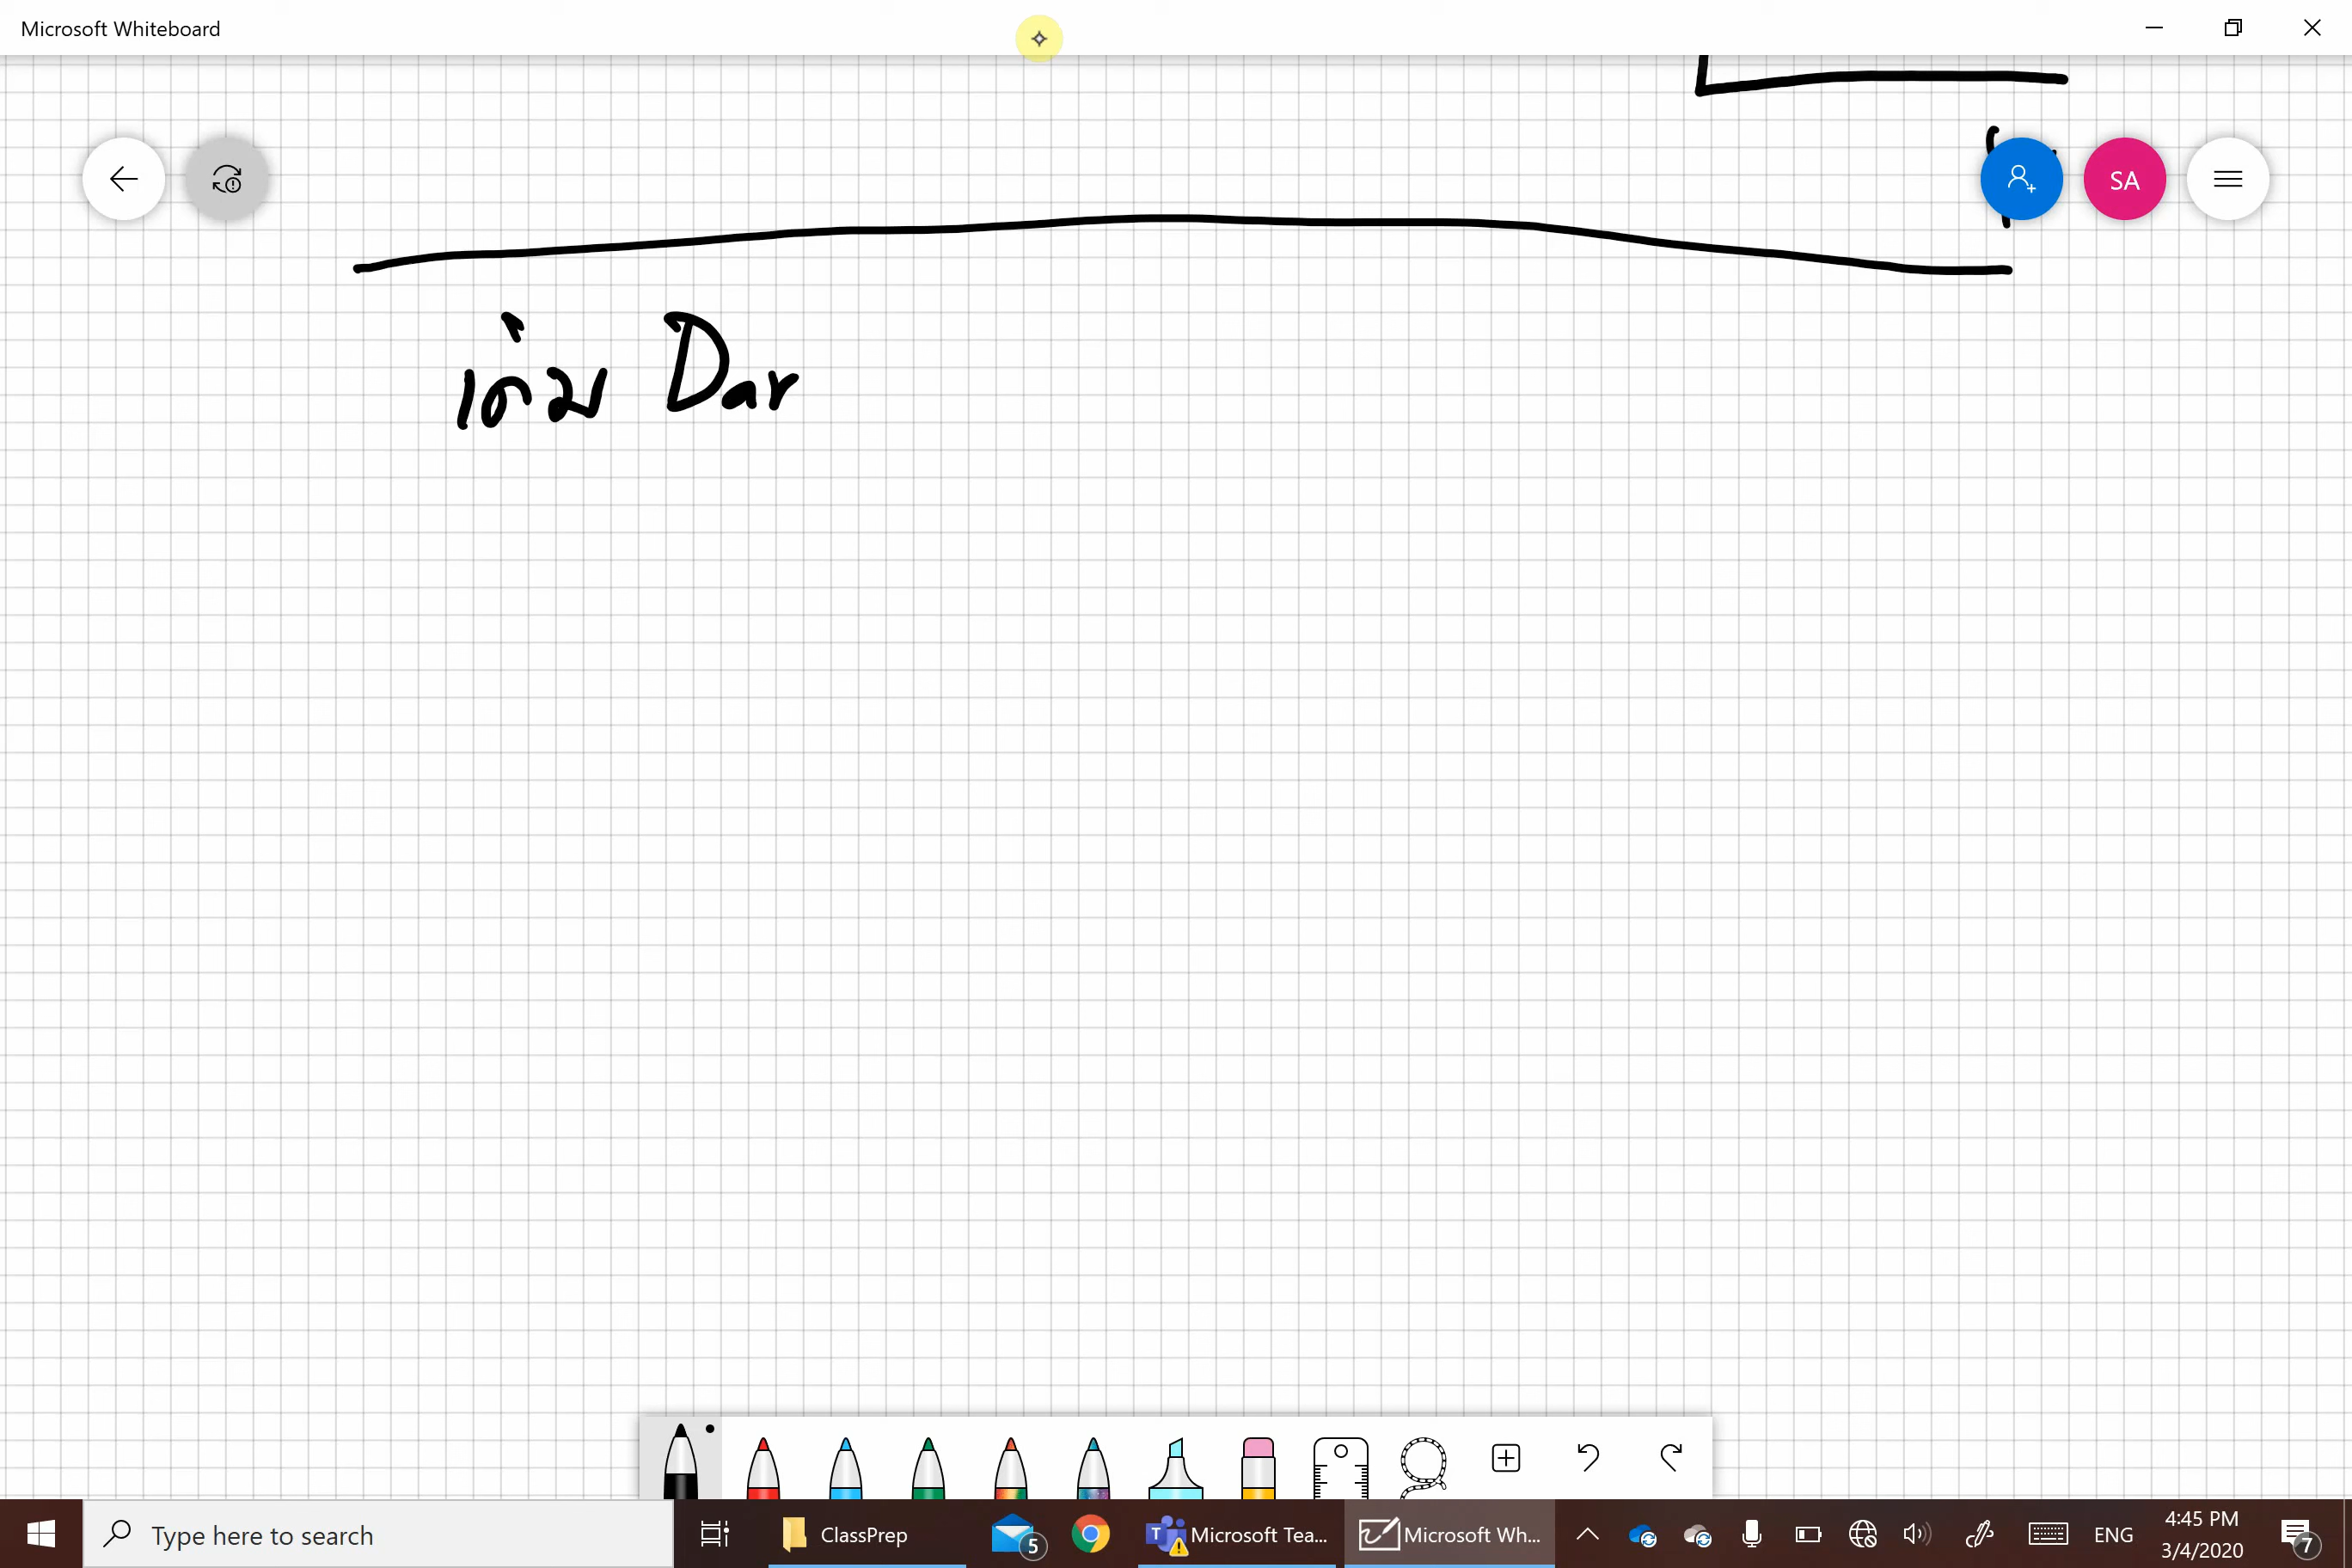 Microsoft Whiteboard
SA
เดิม Dar
Type here to search
ClassPrep
5
Microsoft Tea...
Microsoft Wh...
ENG
4:45 PM
3/4/2020
7